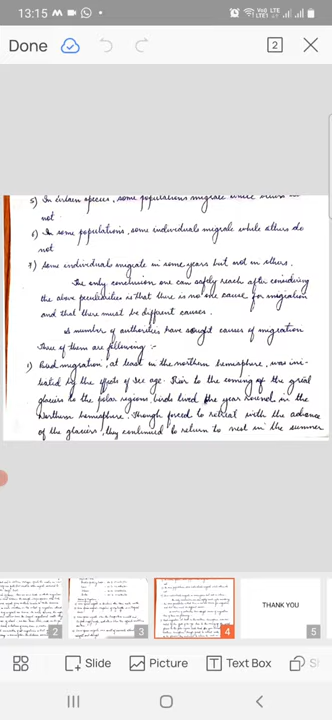 13:15
Vo)
LTE
LTE1
Done
2
5) In certain species, some populations migrate where others do
not.
6) In some populations, some individuals migrate while others do
not
7) Some individual migrate in some years but not in others.
The only conclusion one can safely reach after considering
the above peculiarities is that there is no one cause for migration
and that there must be different causes.
A number of authorities have sought causes of migration
Three of them are following :-
1) Bird migration, at least in the northern hemisphere, was ini-
tiated by the effects of Ice age. Prior to the coming of the great
glaciers to the polar regions, birds lived the year round in the
Northern hemisphere. Though forced to retreat with the advance
of the glaciers, they continued to return to nest in the summer
2
3
4
THANK YOU
5
Slide
Picture
Text Box
S